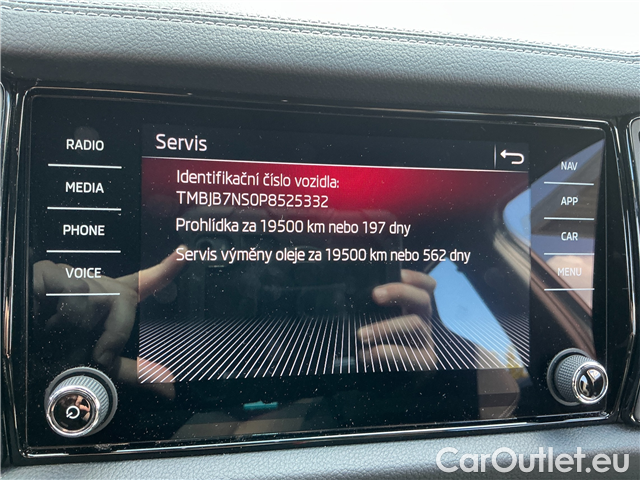 Servis
RADIO
MEDIA
PHONE
VOICE
Identifikační číslo vozidla:
TMBJB7NS0P8525332
Prohlídka za 19500 km nebo 197 dny
Servis výměny oleje za 19500 km nebo 562 dny
NAV
APP
CAR
MENU
CarOutlet.eu